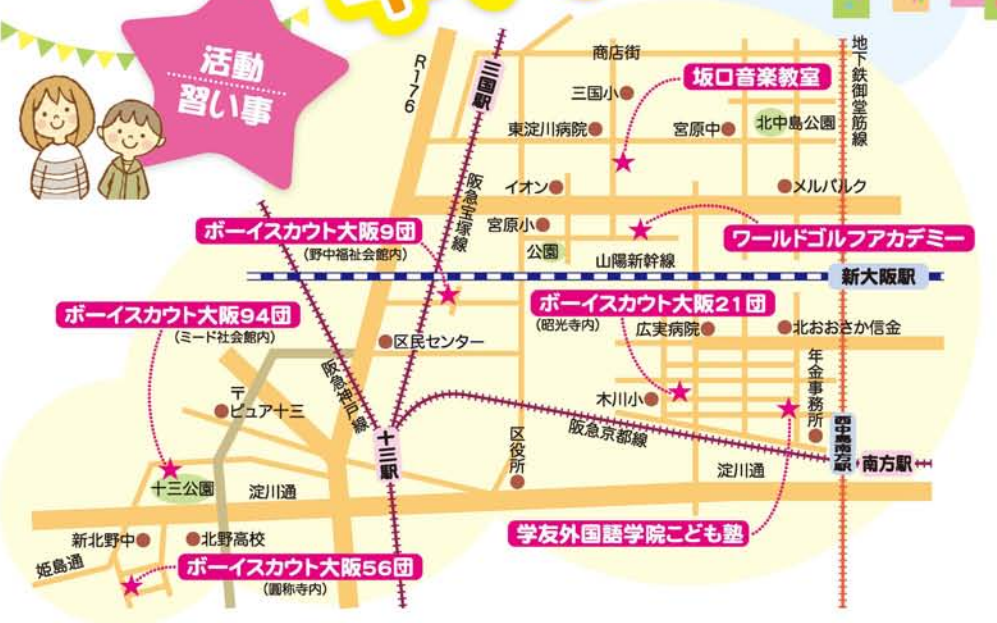 活動
習い事
R176
三国駅
商店街
地下鉄御堂筋線
坂口音楽教室
三国小
東淀川病院
宮原中
北中島公園
阪急宝塚線
イオン
メルパルク
ボーイスカウト大阪9団
(野中福祉会館内)
宮原小
公園
ワールドゴルフアカデミー
山陽新幹線
新大阪駅
ボーイスカウト大阪94団
(ミード社会館内)
ボーイスカウト大阪21団
(昭光寺内)
広実病院
北おおさか信金
区民センター
阪急神戸線
年金事務所
〒
ピュア十三
木川小
阪急京都線
十三駅
区役所
西中島南方駅
南方駅
十三公園
淀川通
淀川通
新北野中
北野高校
学友外国語学院こども塾
姫島通
ボーイスカウト大阪56団
(圓称寺内)